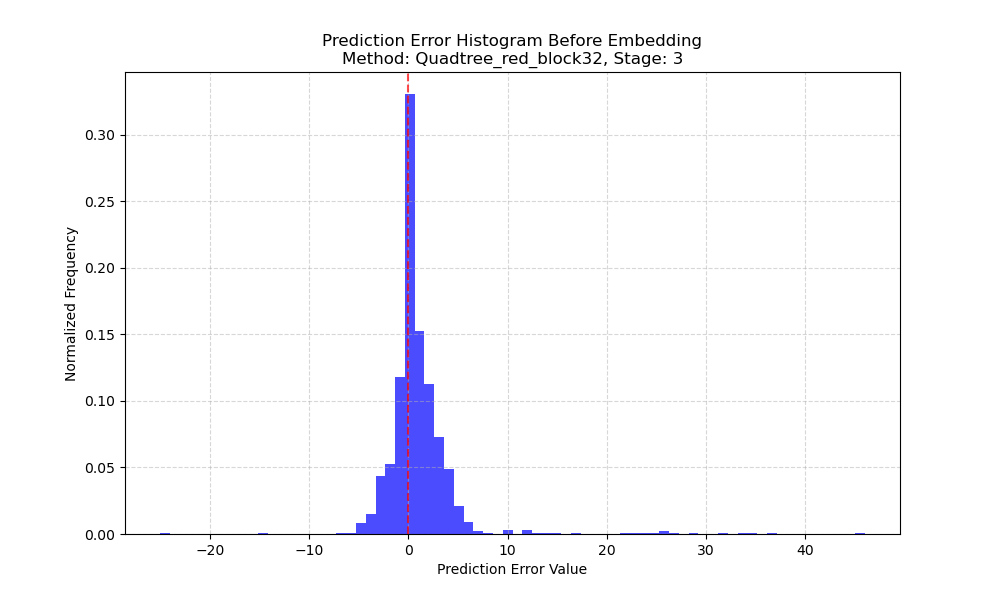 Prediction Error Histogram Before Embedding
Method: Quadtree_red_block32, Stage: 3
Normalized Frequency
0.30
0.25
0.20
0.15
0.10
0.05
0.00
−20 −10 0 10 20 30 40
Prediction Error Value